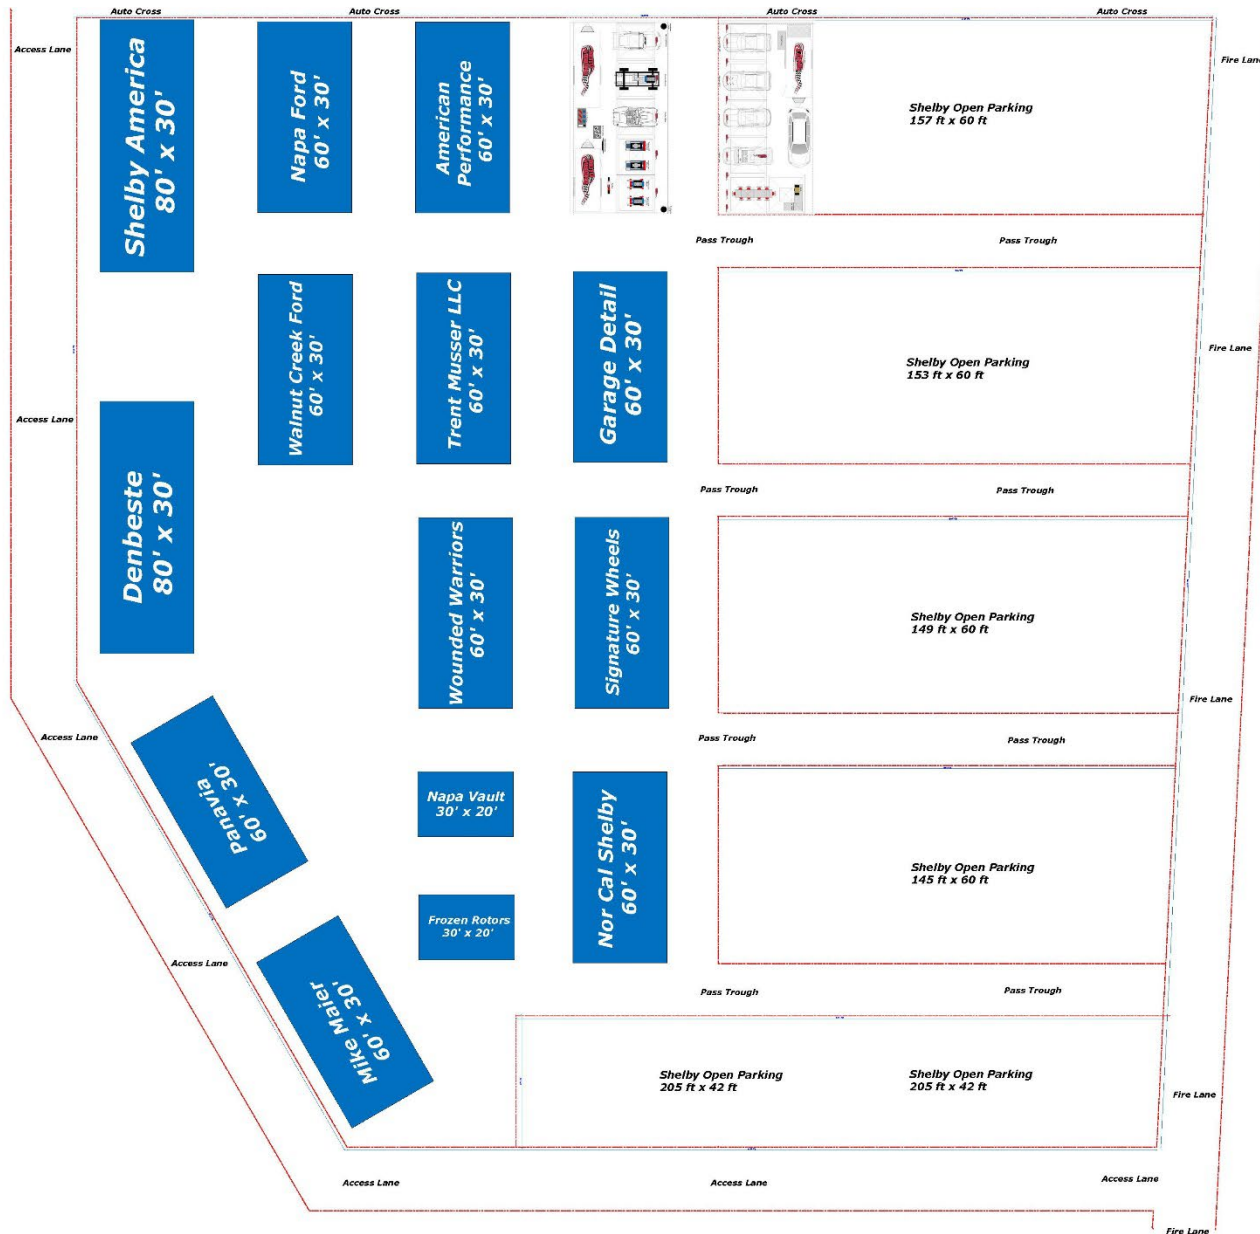 Auto Cross
Auto Cross
Auto Cross
Auto Cross
Access Lane
Fire Lane
Shelby America
80' x 30'
Napa Ford
60' x 30'
American
Performance
60' x 30'
Shelby Open Parking
157 ft x 60 ft
Pass Trough
Pass Trough
Walnut Creek Ford
60' x 30'
Trent Musser LLC
60' x 30'
Garage Detail
60' x 30'
Shelby Open Parking
153 ft x 60 ft
Fire Lane
Access Lane
Denbeste
80' x 30'
Pass Trough
Pass Trough
Wounded Warriors
60' x 30'
Signature Wheels
60' x 30'
Shelby Open Parking
149 ft x 60 ft
Fire Lane
Access Lane
Pass Trough
Pass Trough
Panavia
60' x 30'
Napa Vault
30' x 20'
Nor Cal Shelby
60' x 30'
Shelby Open Parking
145 ft x 60 ft
Frozen Rotors
30' x 20'
Access Lane
Pass Trough
Pass Trough
Mike Maier
60' x 30'
Shelby Open Parking
205 ft x 42 ft
Shelby Open Parking
205 ft x 42 ft
Fire Lane
Access Lane
Access Lane
Access Lane
Fire Lane